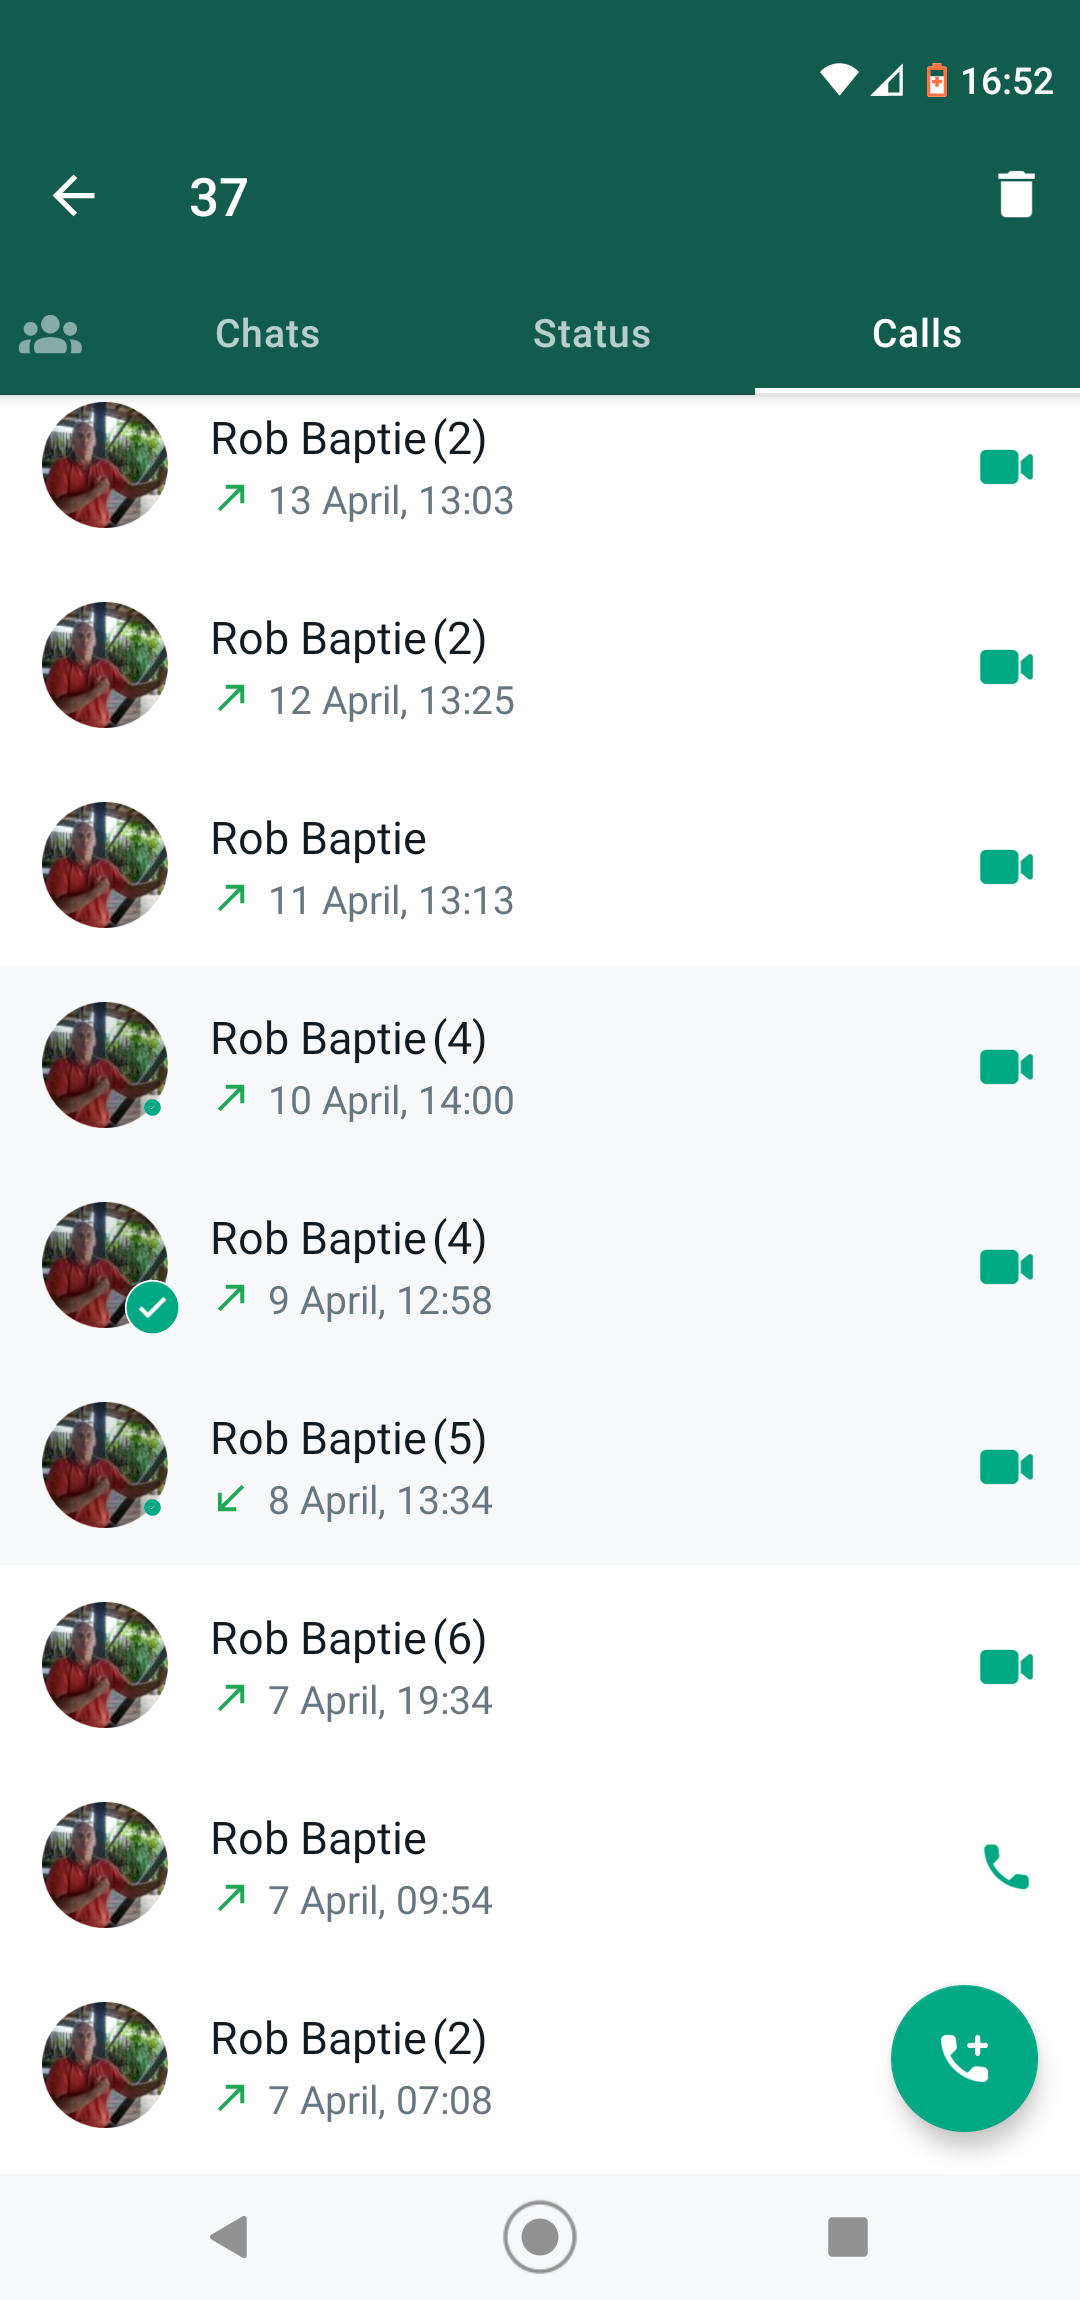 16:52
37
Chats Status Calls
Rob Baptie (2)
13 April, 13:03
Rob Baptie (2)
12 April, 13:25
Rob Baptie
11 April, 13:13
Rob Baptie (4)
10 April, 14:00
Rob Baptie (4)
9 April, 12:58
Rob Baptie (5)
8 April, 13:34
Rob Baptie (6)
7 April, 19:34
Rob Baptie
7 April, 09:54
Rob Baptie (2)
7 April, 07:08